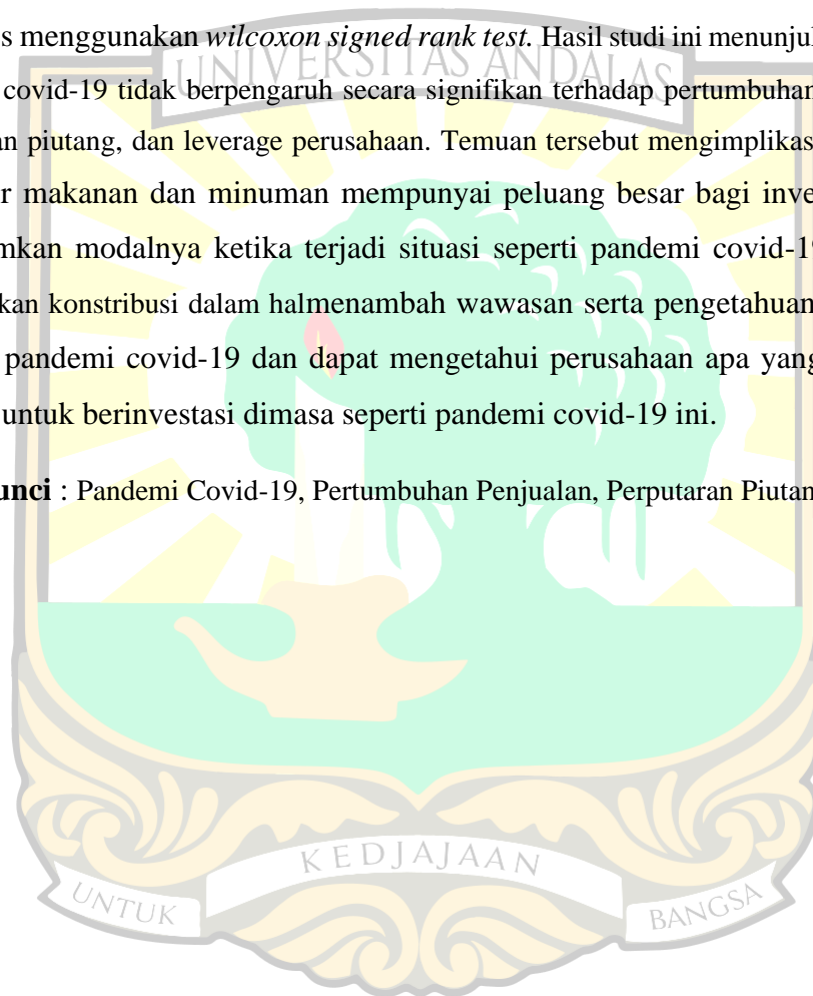 s menggunakan wilcoxon signed rank test. Hasil studi ini menunjuk
UNIVERSITAS ANDALAS
covid-19 tidak berpengaruh secara signifikan terhadap pertumbuhan
an piutang, dan leverage perusahaan. Temuan tersebut mengimplikas
r makanan dan minuman mempunyai peluang besar bagi inve
mkan modalnya ketika terjadi situasi seperti pandemi covid-19
kan konstribusi dalam halmenambah wawasan serta pengetahuan
pandemi covid-19 dan dapat mengetahui perusahaan apa yang
untuk berinvestasi dimasa seperti pandemi covid-19 ini.
unci : Pandemi Covid-19, Pertumbuhan Penjualan, Perputaran Piutan
KEDJAJAAN
UNTUK
BANGSA